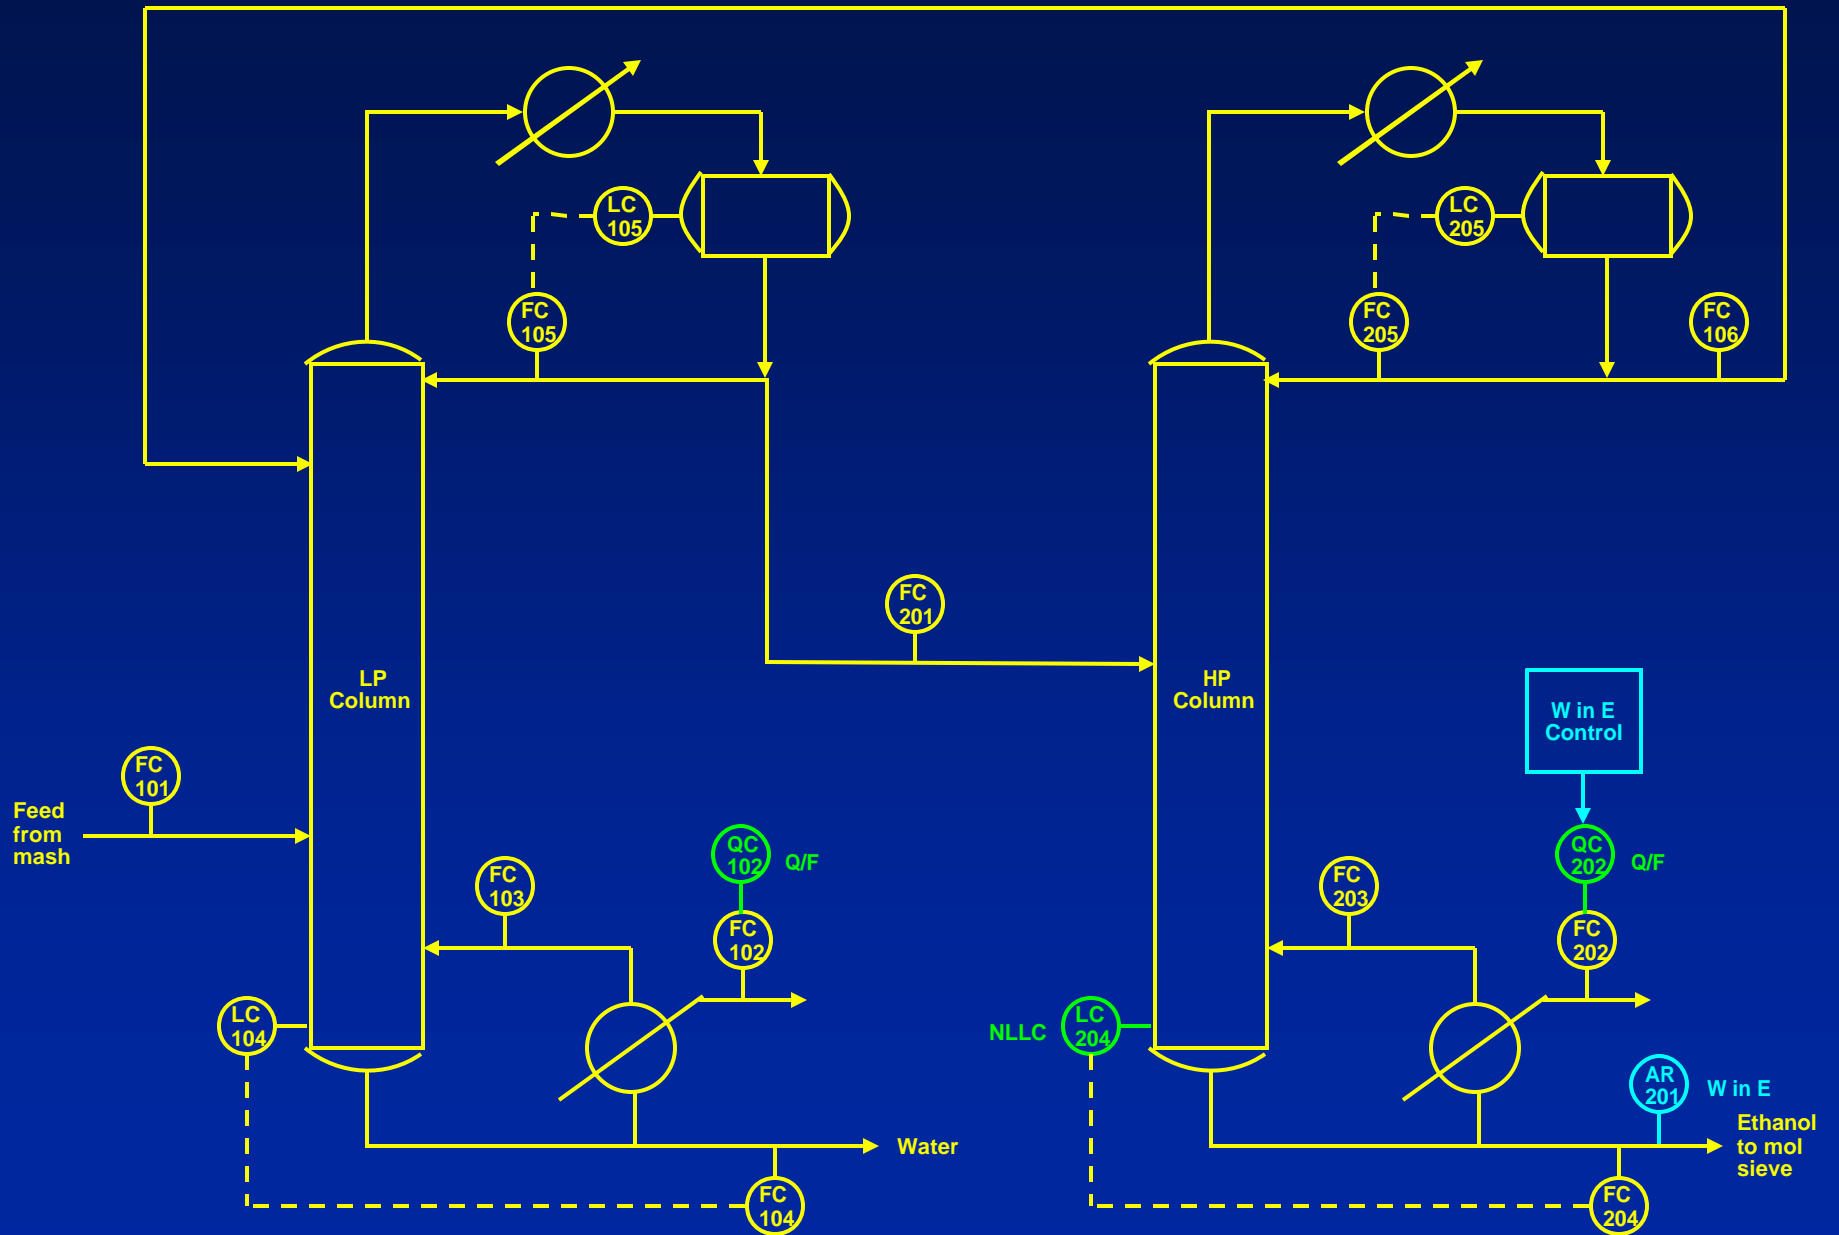 LC
105
LC
205
FC
105
FC
205
FC
106
FC
201
LP
Column
HP
Column
W in E
Control
FC
101
Feed
from
mash
QC
102
Q/F
QC
202
Q/F
FC
103
FC
203
FC
102
FC
202
LC
104
NLLC
LC
204
AR
201
W in E
Water
Ethanol
to mol
sieve
FC
104
FC
204